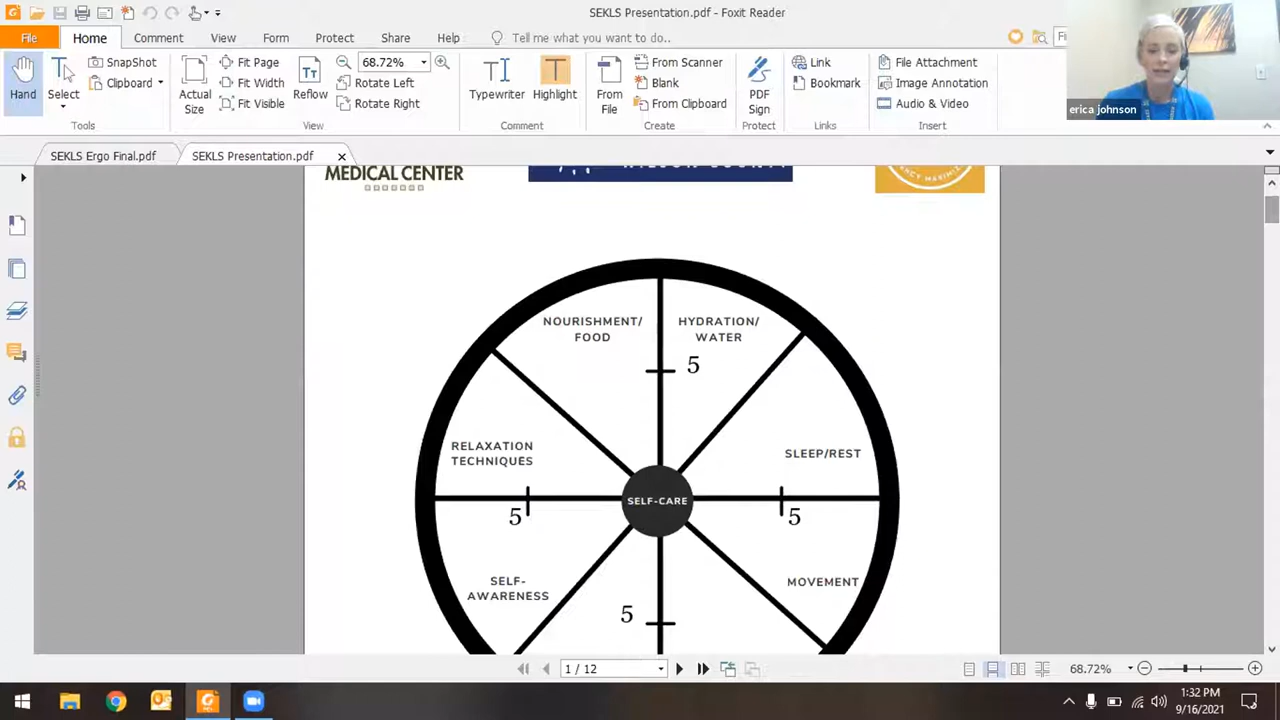 SEKLS Presentation.pdf - Foxit Reader
File Home Comment View Form Protect Share Help Tell me what you want to do..
Hand
Select
SnapShot
Clipboard
Tools
Actual Size
Fit Page
Fit Width
Fit Visible
Reflow
68.72%
Rotate Left
Rotate Right
View
Typewriter
Highlight
Comment
From File
From Scanner
Blank
From Clipboard
Create
PDF Sign
Protect
Link
Bookmark
Links
File Attachment
Image Annotation
Audio & Video
Insert
erica johnson
SEKLS Ergo Final.pdf
SEKLS Presentation.pdf
MEDICAL CENTER
NOURISHMENT/
FOOD
HYDRATION/
WATER
5
RELAXATION
TECHNIQUES
SLEEP/REST
SELF-CARE
5
5
SELF-
AWARENESS
MOVEMENT
5
1 / 12
68.72%
1:32 PM
9/16/2021